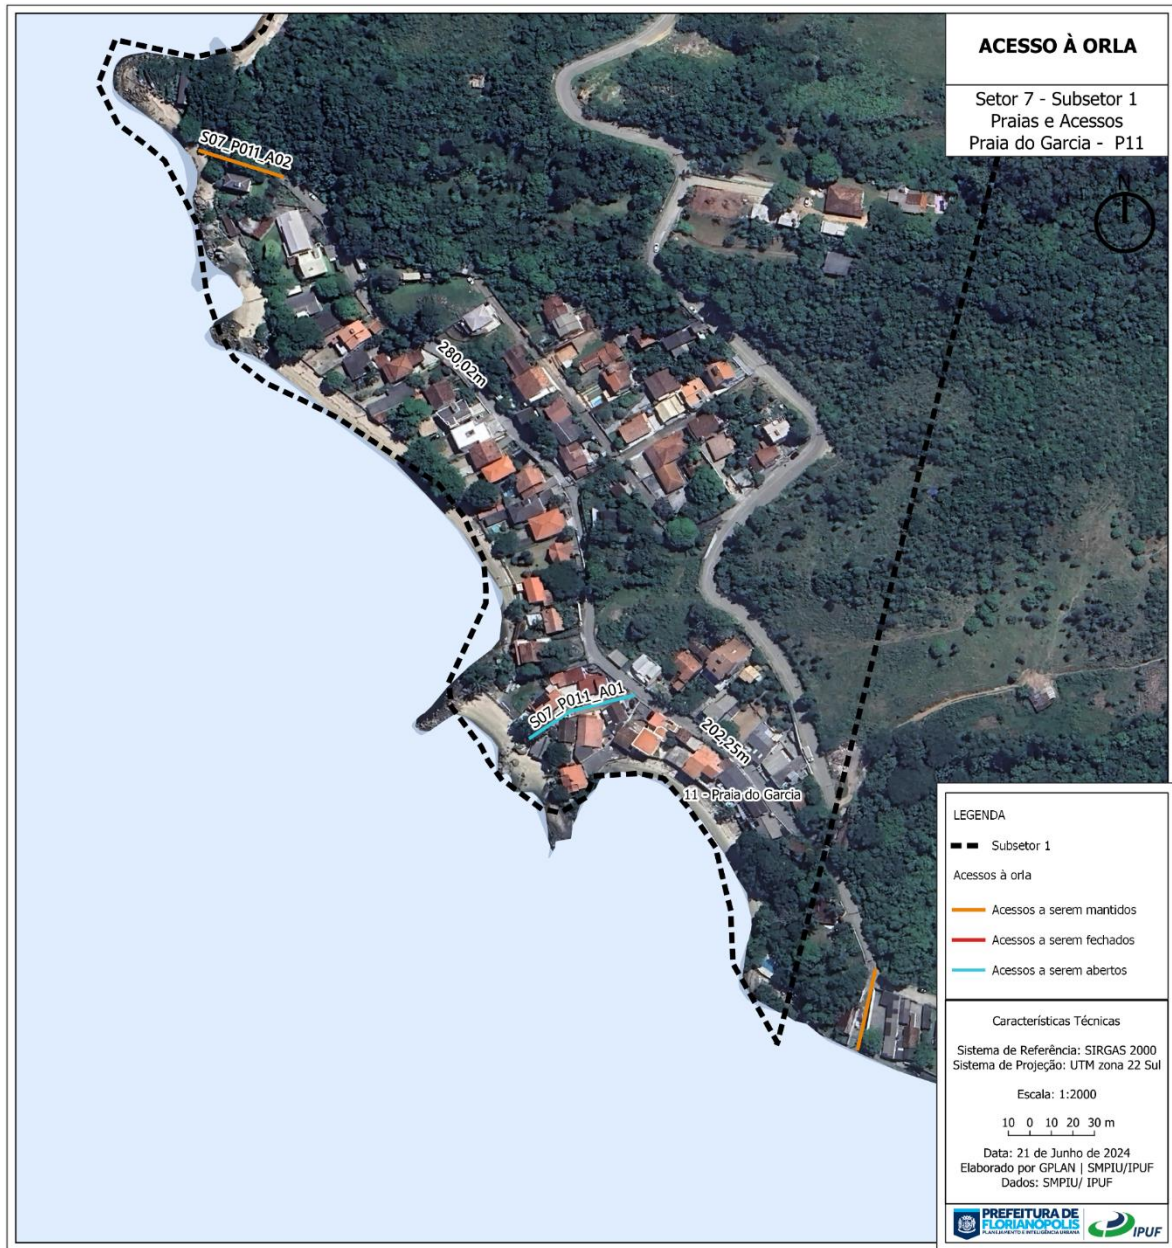 ACESSO À ORLA
Setor 7 - Subsetor 1
Praias e Acessos
Praia do Garcia - P11
N
S07_P011_A02
280,02m
S07_P011_A01
202,25m
11 - Praia do Garcia
LEGENDA
Subsetor 1
Acessos à orla
Acessos a serem mantidos
Acessos a serem fechados
Acessos a serem abertos
Características Técnicas
Sistema de Referência: SIRGAS 2000
Sistema de Projeção: UTM zona 22 Sul
Escala: 1:2000
10 0 10 20 30 m
Data: 21 de Junho de 2024
Elaborado por GPLAN | SMPIU/IPUF
Dados: SMPIU/ IPUF
PREFEITURA DE
FLORIANÓPOLIS
PLANEJAMENTO E INTELIGÊNCIA URBANA
IPUF